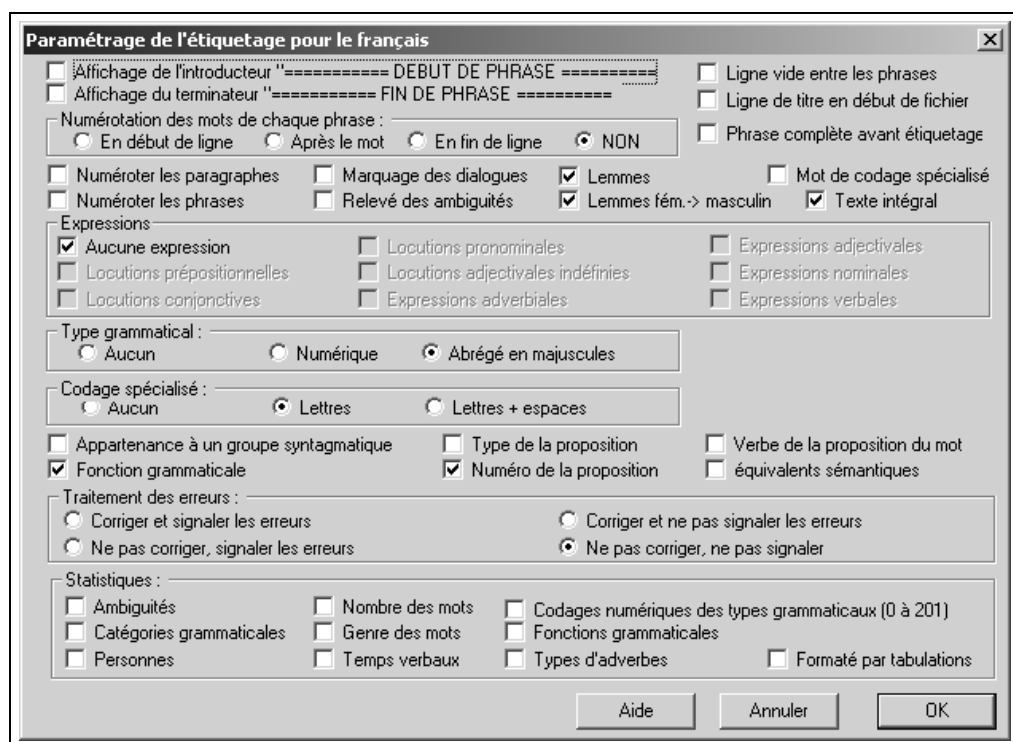 Paramétrage de l'étiquetage pour le français
Affichage de l'introducteur "=========== DEBUT DE PHRASE ==========
Ligne vide entre les phrases
Affichage du terminateur "=========== FIN DE PHRASE ==========
Ligne de titre en début de fichier
Numérotation des mots de chaque phrase :
Phrase complète avant étiquetage
En début de ligne Après le mot En fin de ligne NON
Numéroter les paragraphes Marquage des dialogues Lemmes Mot de codage spécialisé
Numéroter les phrases Relevé des ambiguités Lemmes fém.-> masculin Texte intégral
Expressions
Aucune expression Locutions pronominales Expressions adjectivales
Locutions prépositionnelles Locutions adjectivales indéfinies Expressions nominales
Locutions conjonctives Expressions adverbiales Expressions verbales
Type grammatical :
Aucun Numérique Abrégé en majuscules
Codage spécialisé :
Aucun Lettres Lettres + espaces
Appartenance à un groupe syntagmatique Type de la proposition Verbe de la proposition du mot
Fonction grammaticale Numéro de la proposition équivalents sémantiques
Traitement des erreurs :
Corriger et signaler les erreurs Corriger et ne pas signaler les erreurs
Ne pas corriger, signaler les erreurs Ne pas corriger, ne pas signaler
Statistiques :
Ambiguités Nombre des mots Codages numériques des types grammaticaux (0 à 201)
Catégories grammaticales Genre des mots Fonctions grammaticales
Personnes Temps verbaux Types d'adverbes Formaté par tabulations
Aide Annuler OK